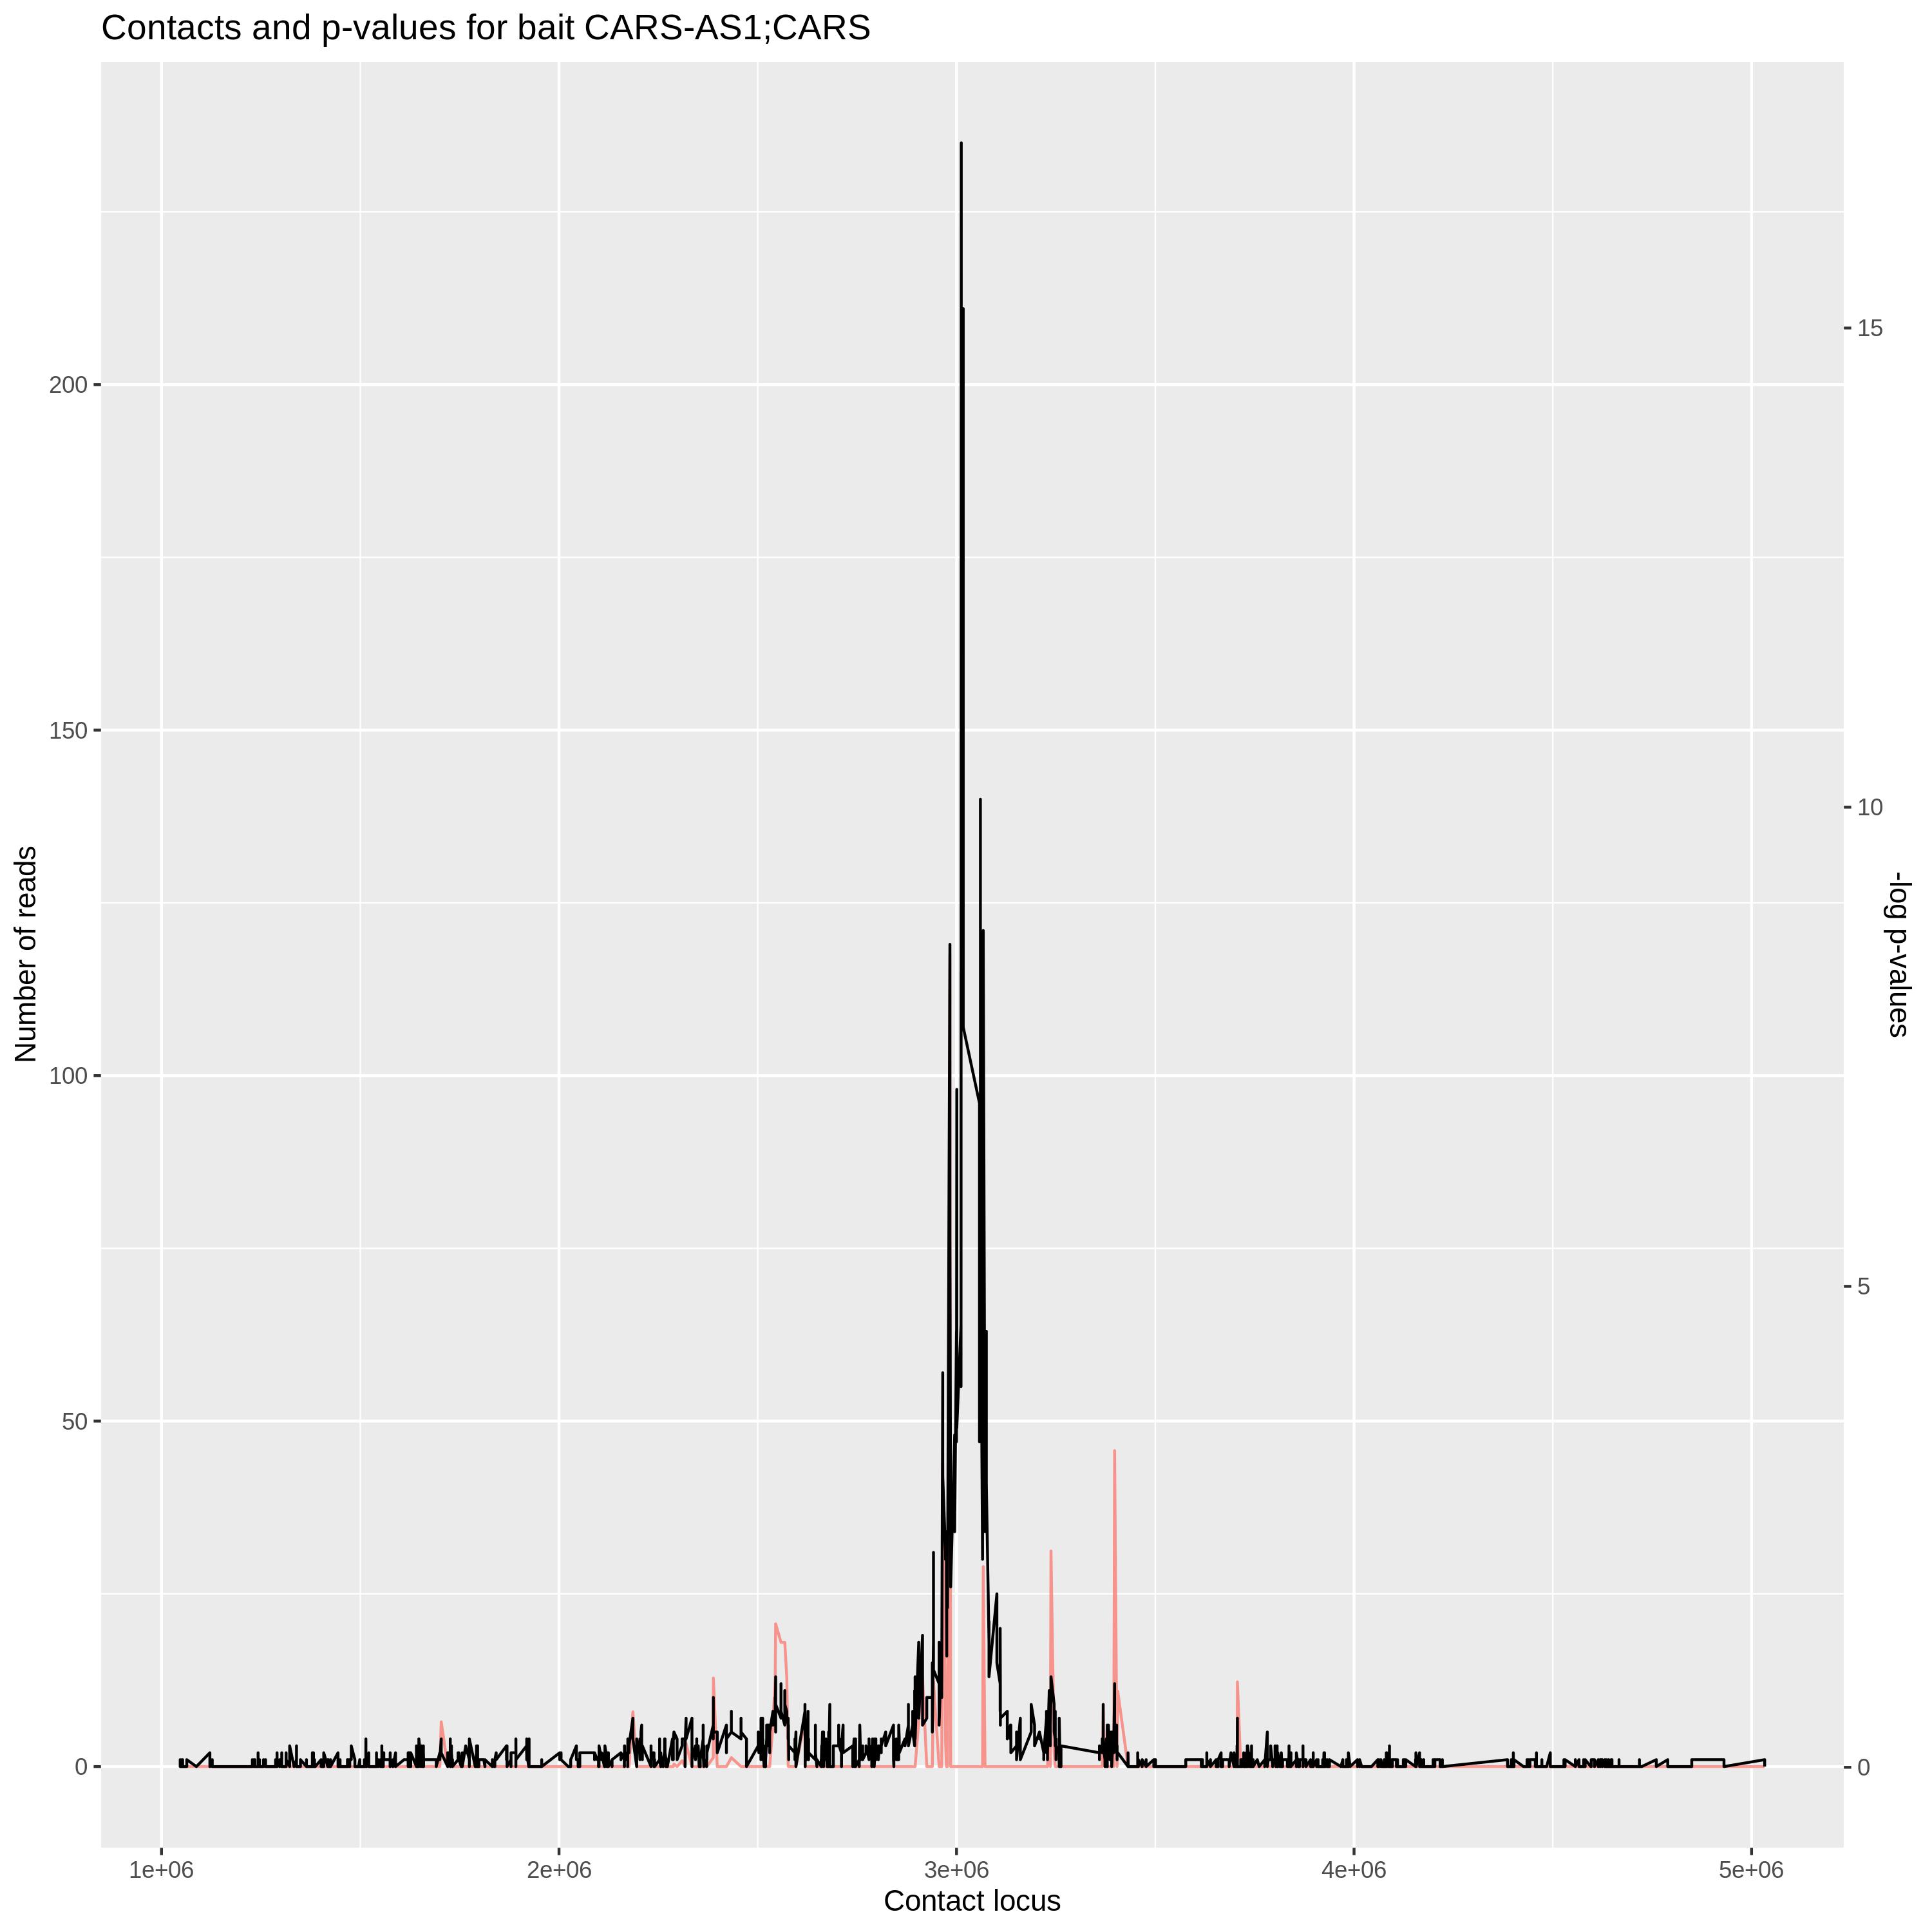 Contacts and p-values for bait CARS-AS1;CARS
Number of reads
200
150
100
50
0
15
10
5
0
-log p-values
1e+06 2e+06 3e+06 4e+06 5e+06
Contact locus